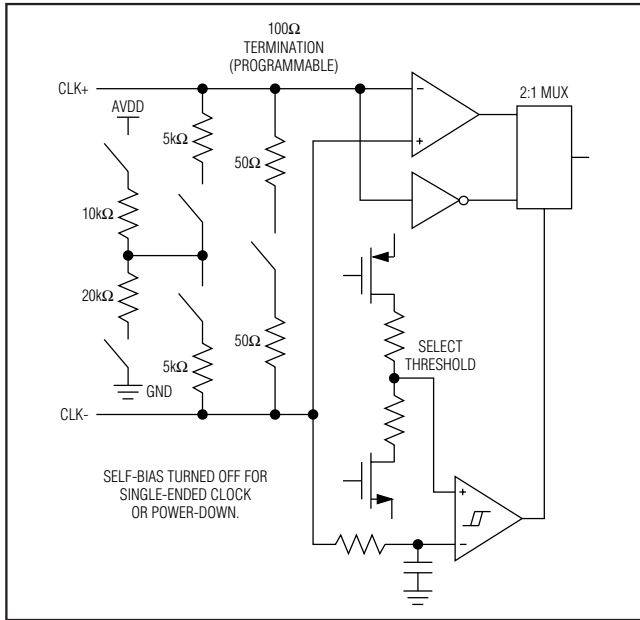 100Ω
TERMINATION
(PROGRAMMABLE)
2:1 MUX
CLK+
AVDD
5kΩ
50Ω
10kΩ
20kΩ
5kΩ
50Ω
GND
CLK-
SELECT
THRESHOLD
SELF-BIAS TURNED OFF FOR
SINGLE-ENDED CLOCK
OR POWER-DOWN.
−
+
+
−